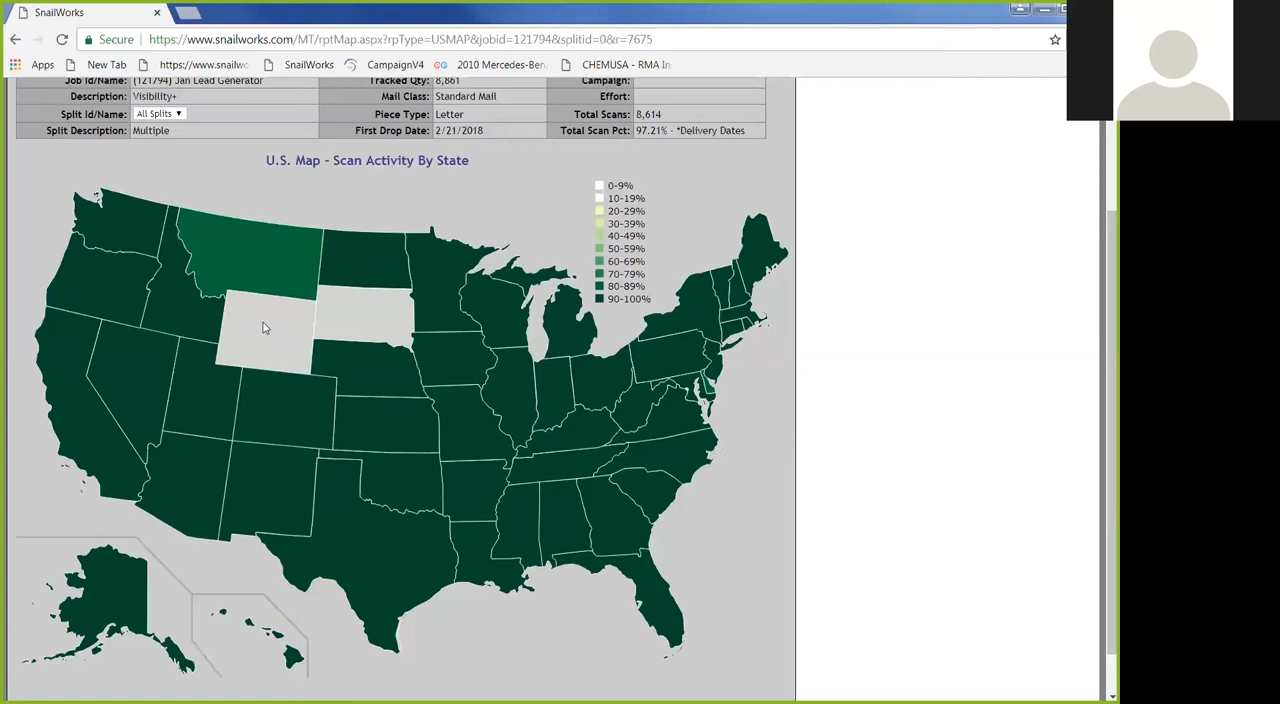 SnailWorks
Secure https://www.snailworks.com/MT/rptMap.aspx?rpType=USMAP&jobid=121794&splitid=0&r=7675
Apps New Tab https://www.snailwo SnailWorks CampaignV4 2010 Mercedes-Ben CHEMUSA - RMA In
Job Id/Name: (121794) Jan Lead Generator Tracked Qty: 8,861 Campaign:
Description: Visibility+ Mail Class: Standard Mail Effort:
Split Id/Name: All Splits Piece Type: Letter Total Scans: 8,614
Split Description: Multiple First Drop Date: 2/21/2018 Total Scan Pct: 97.21% - *Delivery Dates
U.S. Map - Scan Activity By State
0-9%
10-19%
20-29%
30-39%
40-49%
50-59%
60-69%
70-79%
80-89%
90-100%